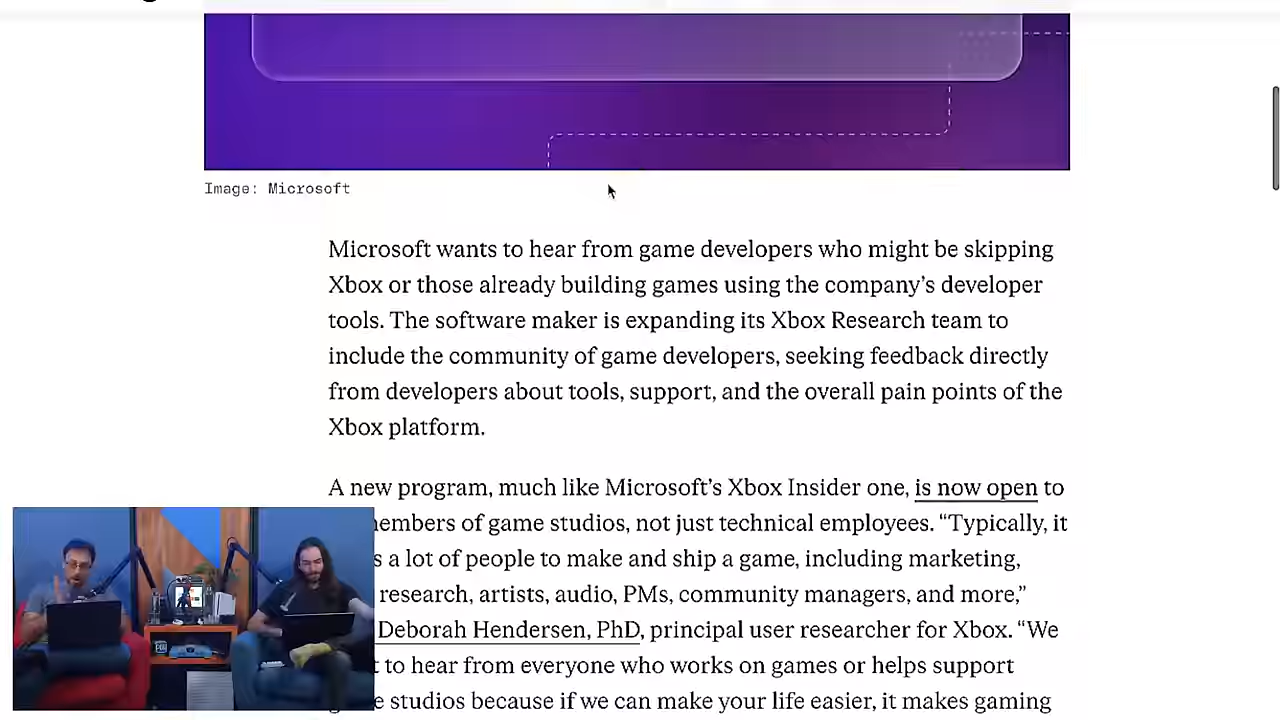 Image: Microsoft
Microsoft wants to hear from game developers who might be skipping
Xbox or those already building games using the company's developer
tools. The software maker is expanding its Xbox Research team to
include the community of game developers, seeking feedback directly
from developers about tools, support, and the overall pain points of the
Xbox platform.
A new program, much like Microsoft's Xbox Insider one, is now open to
members of game studios, not just technical employees. “Typically, it
a lot of people to make and ship a game, including marketing,
research, artists, audio, PMs, community managers, and more,”
Deborah Hendersen, PhD, principal user researcher for Xbox. “We
to hear from everyone who works on games or helps support
studios because if we can make your life easier, it makes gaming